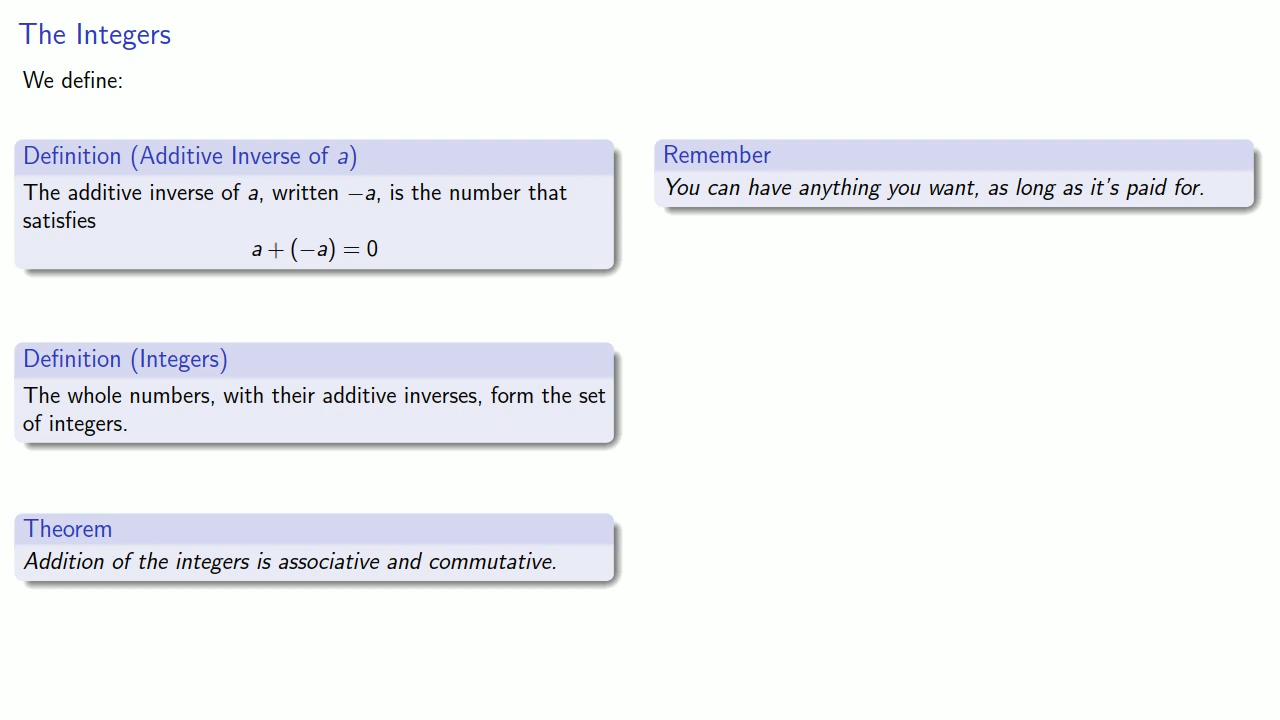 The Integers
We define:
Definition (Additive Inverse of a)
The additive inverse of a, written −a, is the number that
satisfies
a + (−a) = 0
Definition (Integers)
The whole numbers, with their additive inverses, form the set
of integers.
Theorem
Addition of the integers is associative and commutative.
Remember
You can have anything you want, as long as it's paid for.